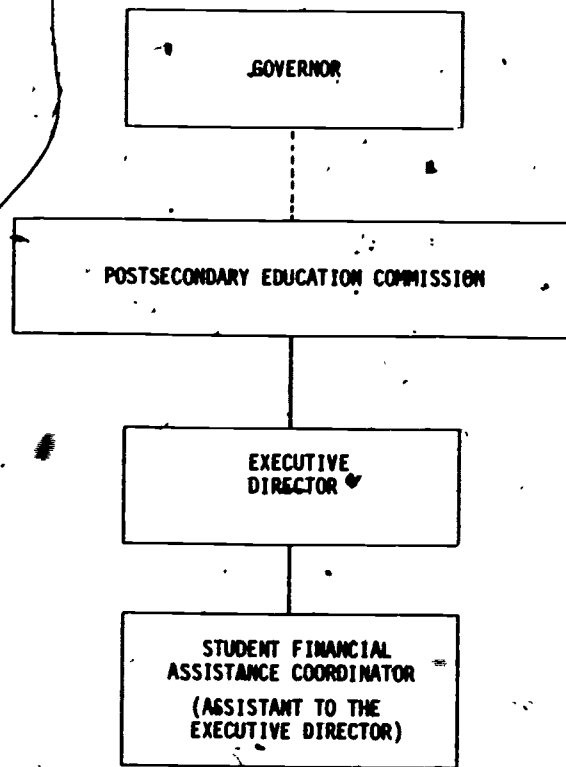 GOVERNOR
POSTSECONDARY EDUCATION COMMISSION
EXECUTIVE
DIRECTOR
STUDENT FINANCIAL
ASSISTANCE COORDINATOR
(ASSISTANT TO THE
EXECUTIVE DIRECTOR)